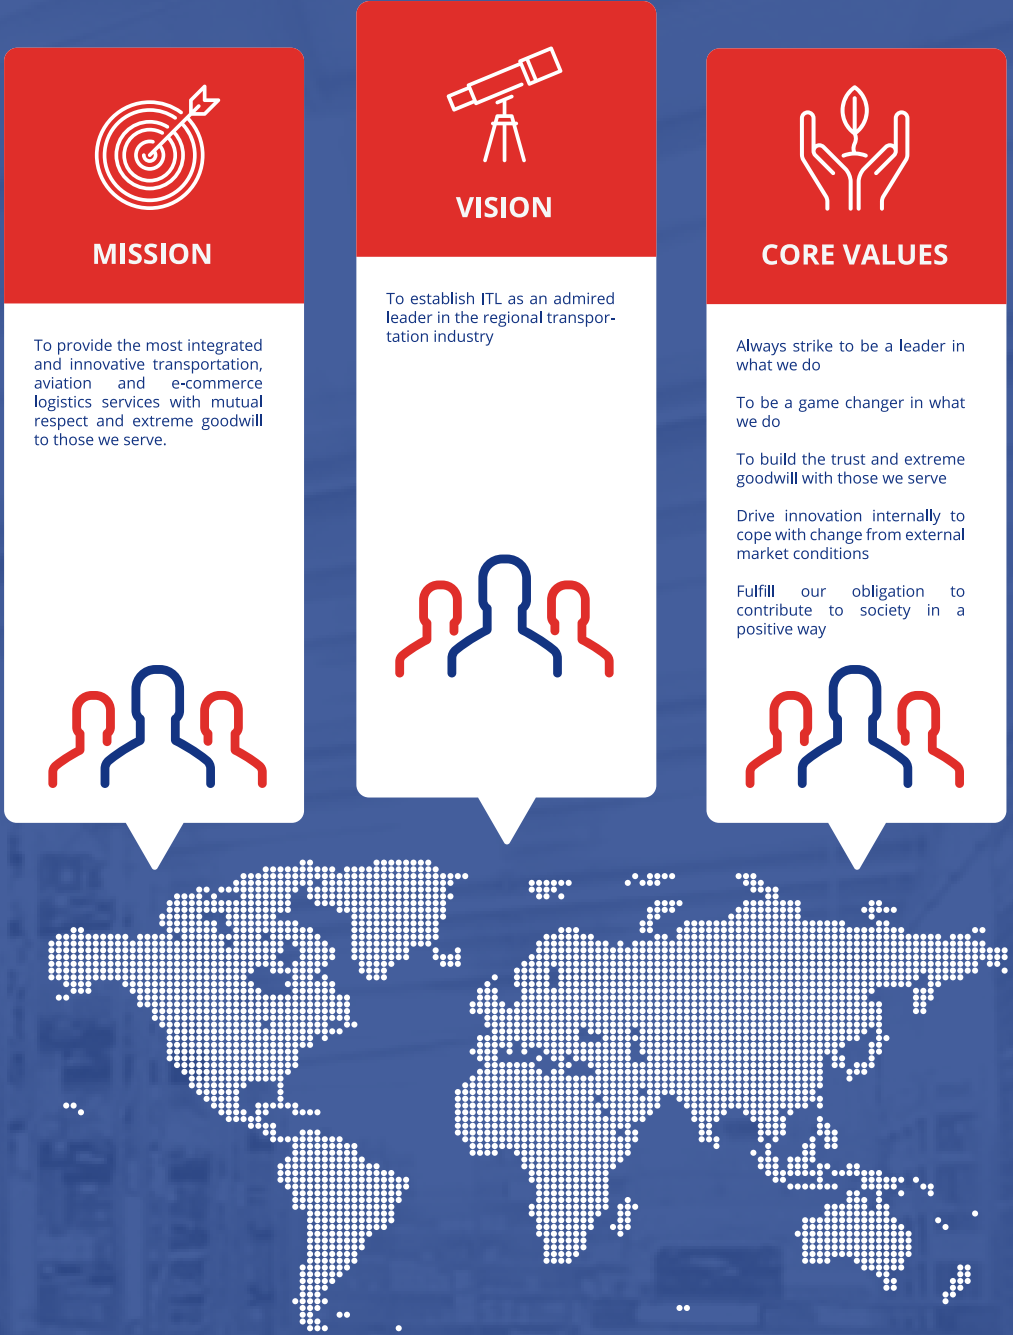 MISSION
To provide the most integrated
and innovative transportation,
aviation and e-commerce
logistics services with mutual
respect and extreme goodwill
to those we serve.
VISION
To establish ITL as an admired
leader in the regional transpor-
tation industry
CORE VALUES
Always strike to be a leader in
what we do
To be a game changer in what
we do
To build the trust and extreme
goodwill with those we serve
Drive innovation internally to
cope with change from external
market conditions
Fulfill our obligation to
contribute to society in a
positive way